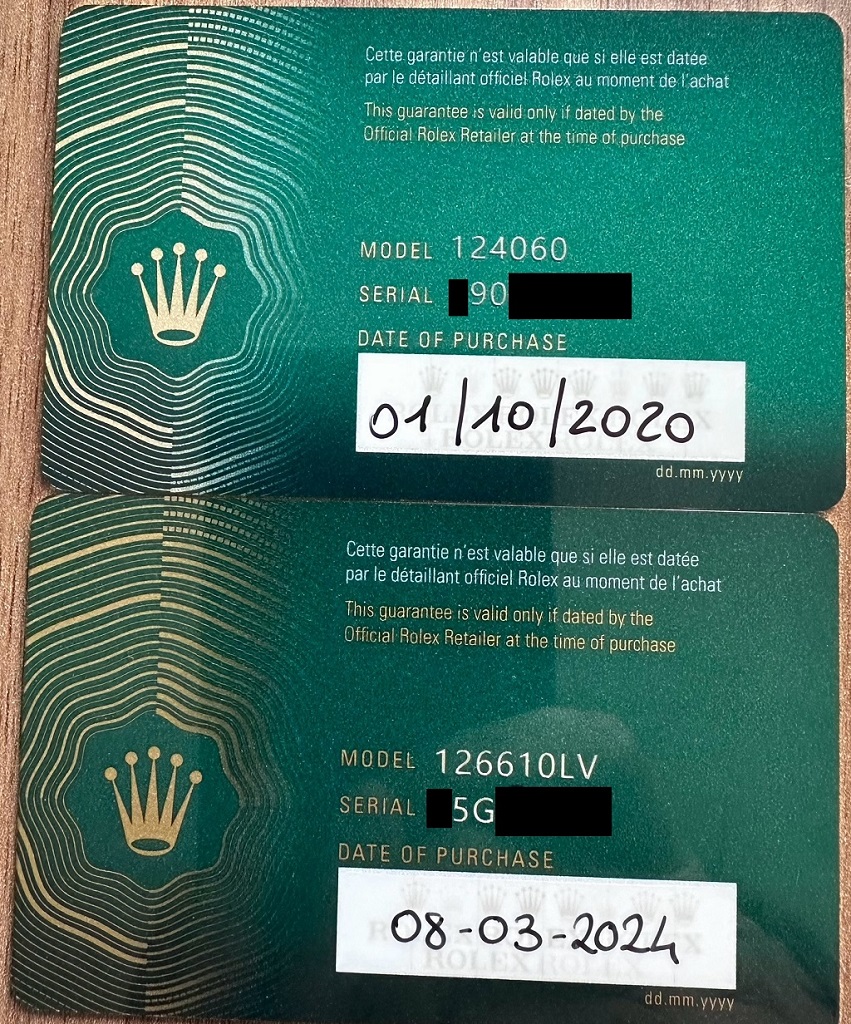 Cette garantie n'est valable que si elle est datée
par le détaillant officiel Rolex au moment de l'achat
This guarantee is valid only if dated by the
Official Rolex Retailer at the time of purchase
MODEL 124060
SERIAL 90
DATE OF PURCHASE
01/10/2020
dd.mm.yyyy
Cette garantie n'est valable que si elle est datée
par le détaillant officiel Rolex au moment de l'achat
This guarantee is valid only if dated by the
Official Rolex Retailer at the time of purchase
MODEL 126610LV
SERIAL 5G
DATE OF PURCHASE
08-03-2024
dd.mm.yyyy